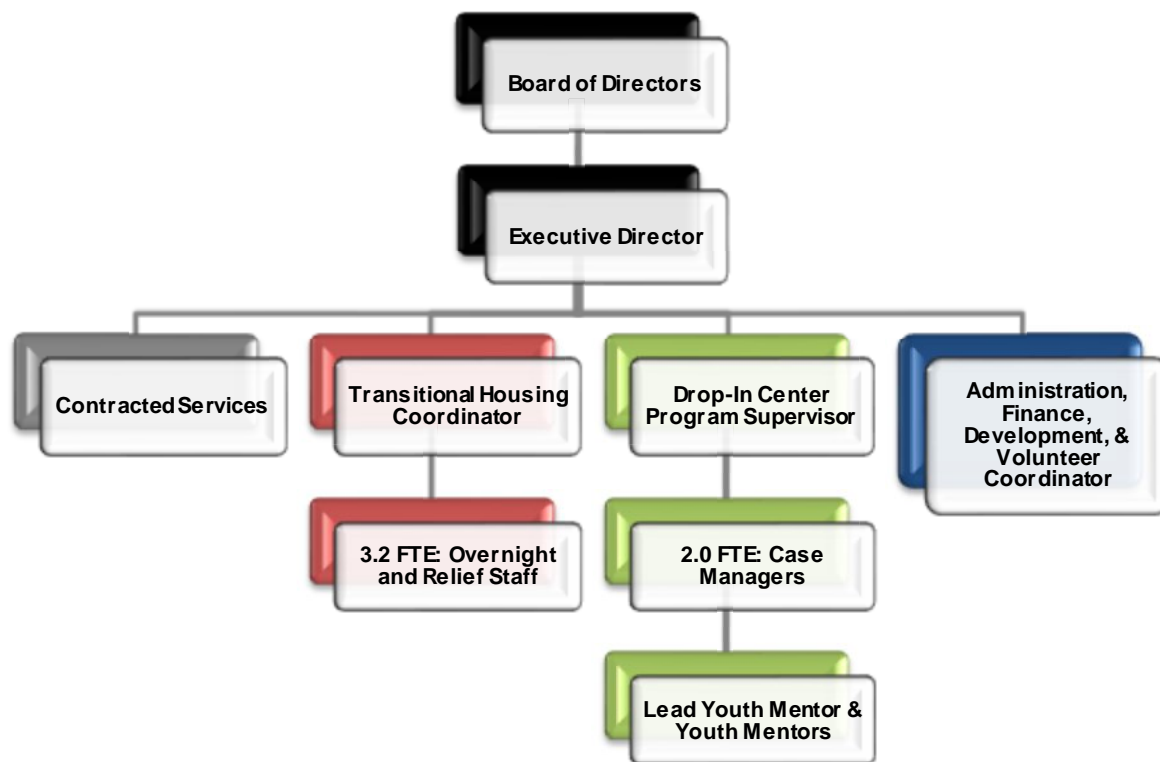 Board of Directors
Executive Director
Contracted Services
Transitional Housing
Coordinator
Drop-In Center
Program Supervisor
Administration,
Finance,
Development, &
Volunteer
Coordinator
3.2 FTE: Overnight
and Relief Staff
2.0 FTE: Case
Managers
Lead Youth Mentor &
Youth Mentors